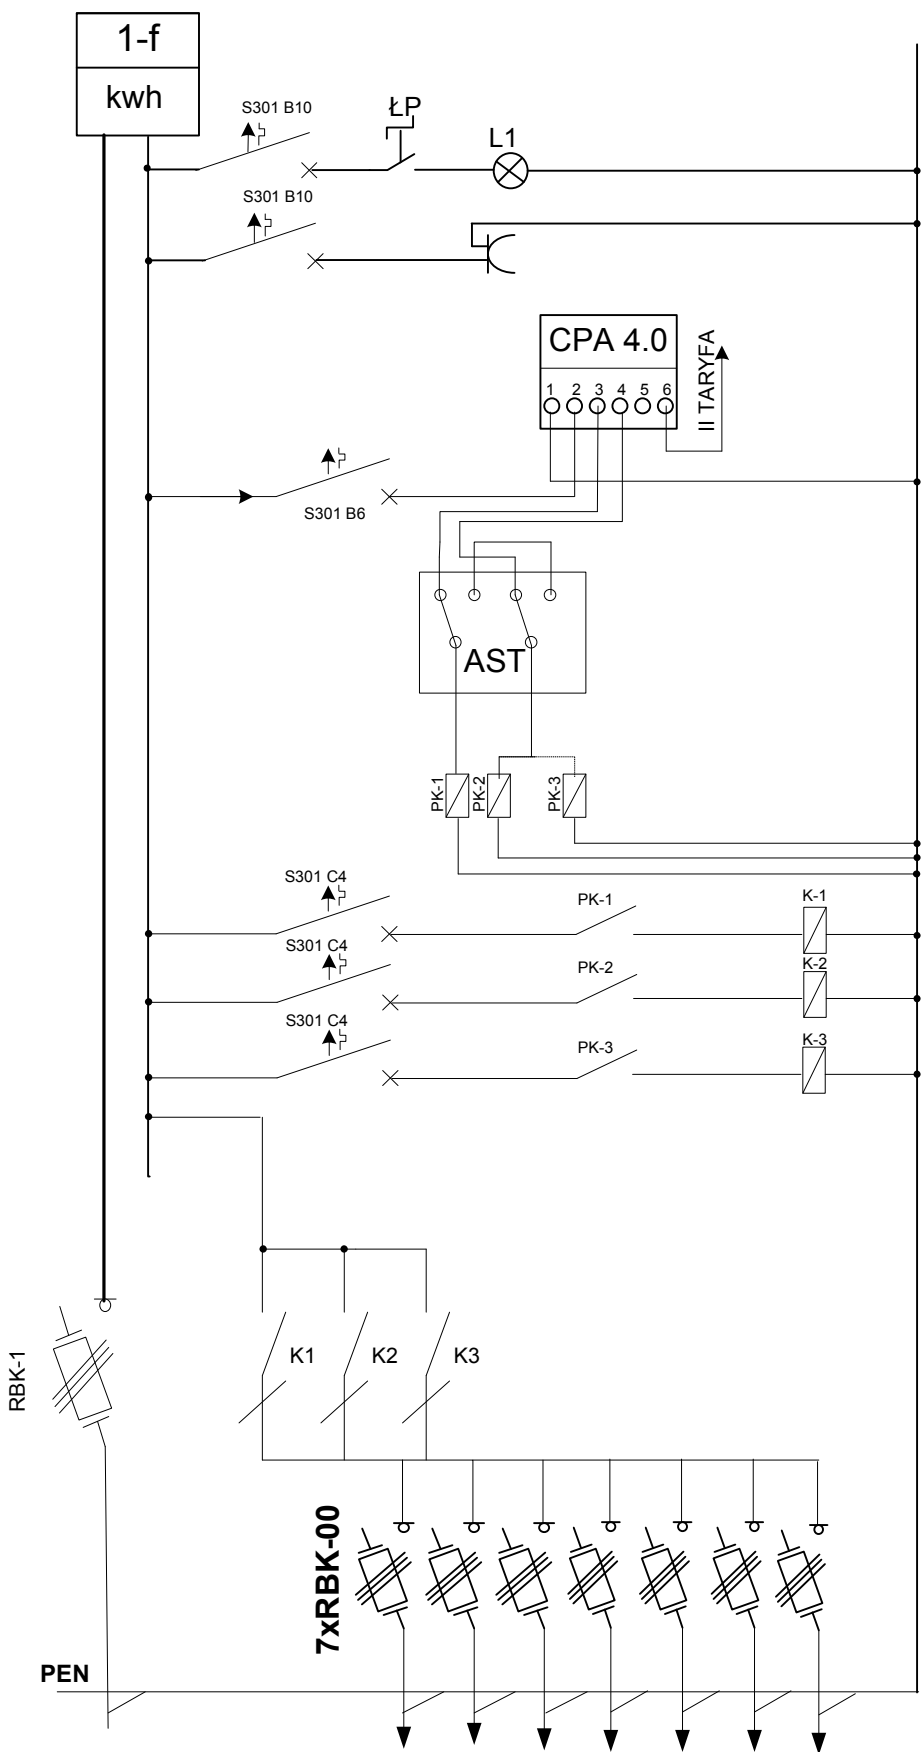 1-f
kwh
S301 B10
ŁP
L1
S301 B10
CPA 4.0
1 2 3 4 5 6
II TARYFA
S301 B6
AST
PK-1
PK-2
PK-3
S301 C4
PK-1
K-1
S301 C4
PK-2
K-2
S301 C4
PK-3
K-3
RBK-1
K1
K2
K3
7xRBK-00
PEN